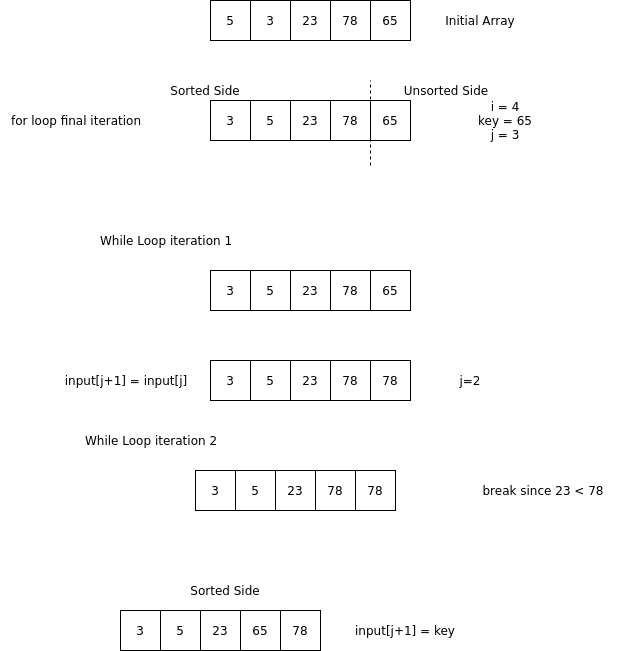 5 3 23 78 65 Initial Array
Sorted Side Unsorted Side
for loop final iteration 3 5 23 78 65 i = 4
key = 65
j = 3
While Loop iteration 1
3 5 23 78 65
input[j+1] = input[j] 3 5 23 78 78 j=2
While Loop iteration 2
3 5 23 78 78 break since 23 < 78
Sorted Side
3 5 23 65 78 input[j+1] = key